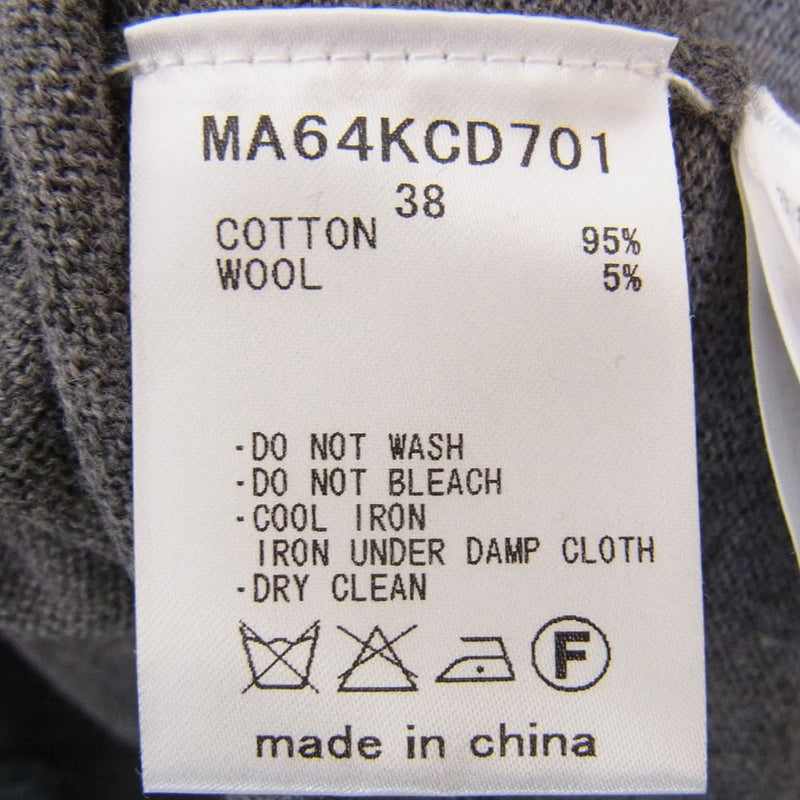 MA64KCD701
38
COTTON 95%
WOOL 5%
-DO NOT WASH
-DO NOT BLEACH
-COOL IRON
IRON UNDER DAMP CLOTH
-DRY CLEAN
F
made in china